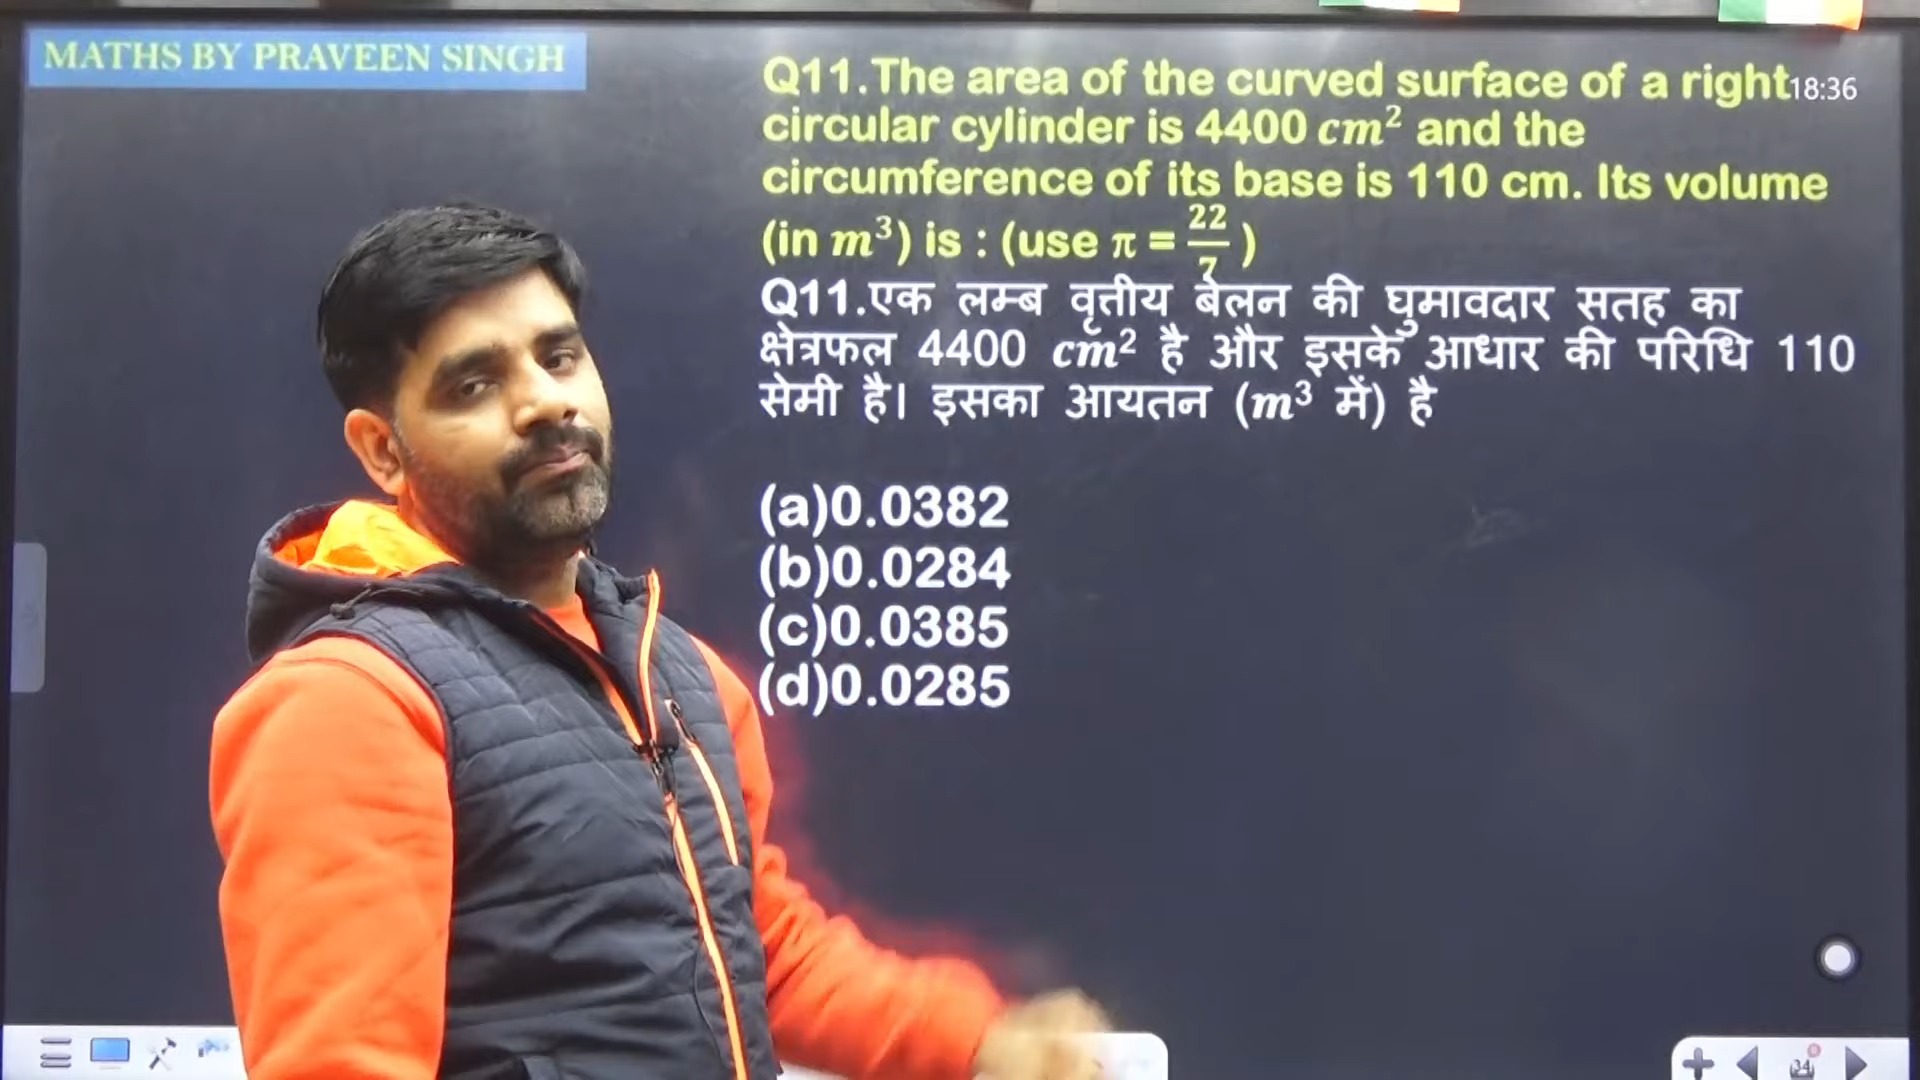 MATHS BY PRAVEEN SINGH
Q11.The area of the curved surface of a right
18:36
circular cylinder is 4400 cm² and the
circumference of its base is 110 cm. Its volume
(in m³) is : (use π = 22/7 )
Q11.एक लम्ब वृत्तीय बेलन की घुमावदार सतह का
क्षेत्रफल 4400 cm² है और इसके आधार की परिधि 110
सेमी है। इसका आयतन (m³ में) है
(a)0.0382
(b)0.0284
(c)0.0385
(d)0.0285
34